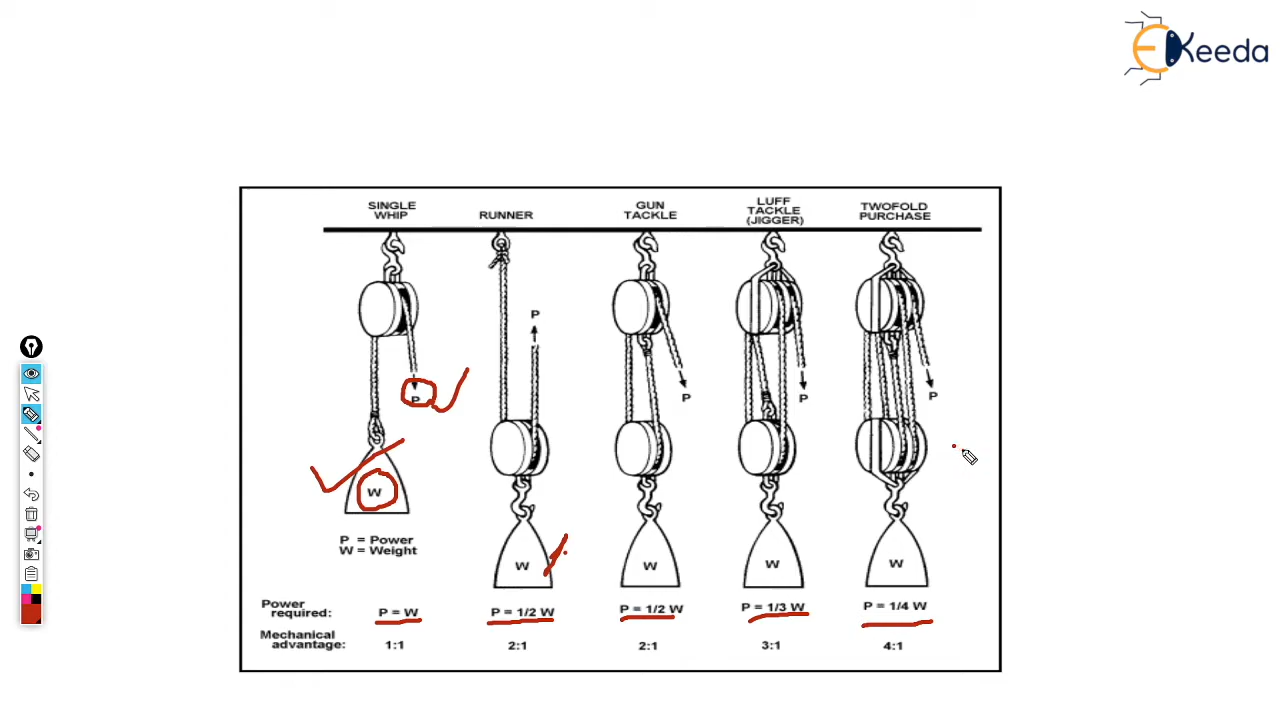 EKeeda
SINGLE
WHIP
RUNNER
GUN
TACKLE
LUFF
TACKLE
(JIGGER)
TWOFOLD
PURCHASE
P
P
P
P
P
W
W
W
W
W
P = Power
W = Weight
Power
required:
P = W
P = 1/2 W
P = 1/2 W
P = 1/3 W
P = 1/4 W
Mechanical
advantage:
1:1
2:1
2:1
3:1
4:1